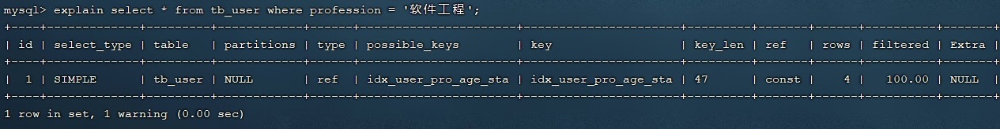 mysql> explain select * from tb_user where profession = '软件工程';
+----+-------------+---------+------------+------+----------------------+----------------------+---------+-------+------+----------+-------+
| id | select_type | table | partitions | type | possible_keys | key | key_len | ref | rows | filtered | Extra |
+----+-------------+---------+------------+------+----------------------+----------------------+---------+-------+------+----------+-------+
| 1 | SIMPLE | tb_user | NULL | ref | idx_user_pro_age_sta | idx_user_pro_age_sta | 47 | const | 4 | 100.00 | NULL |
+----+-------------+---------+------------+------+----------------------+----------------------+---------+-------+------+----------+-------+
1 row in set, 1 warning (0.00 sec)